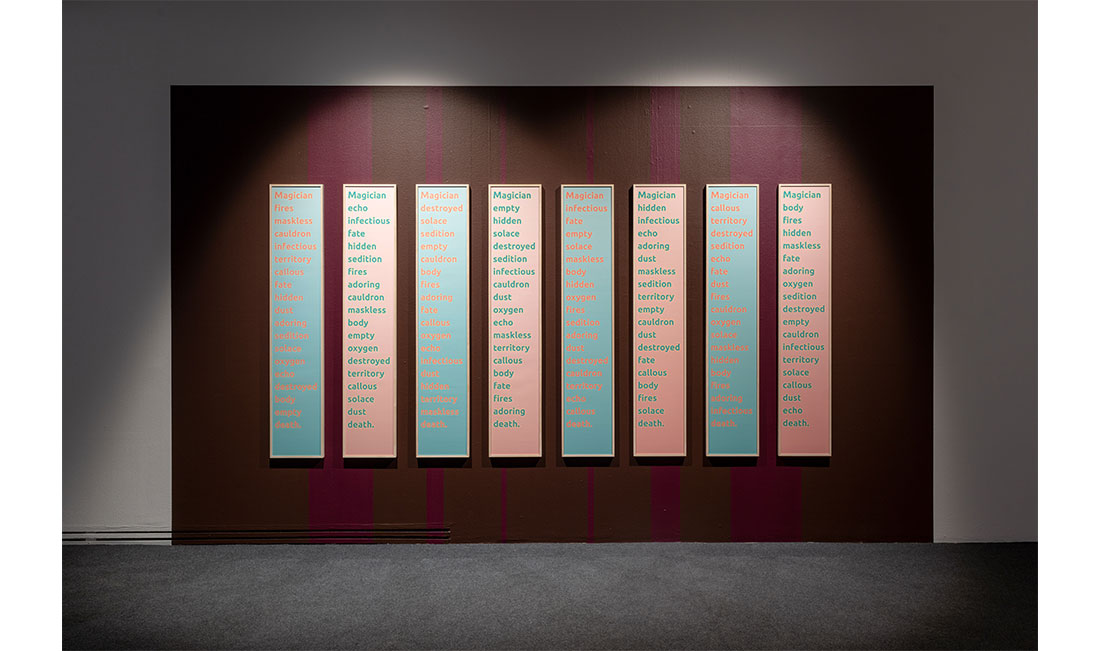 Magician
fires
maskless
cauldron
infectious
territory
callous
fate
hidden
dust
adoring
sedition
solace
oxygen
echo
destroyed
body
empty
death.
Magician
echo
infectious
fate
hidden
sedition
fires
adoring
cauldron
maskless
body
empty
oxygen
destroyed
territory
callous
solace
dust
death.
Magician
destroyed
solace
sedition
empty
cauldron
body
fires
adoring
fate
callous
oxygen
echo
infectious
dust
hidden
territory
maskless
death.
Magician
empty
hidden
solace
destroyed
sedition
infectious
cauldron
dust
oxygen
echo
maskless
territory
callous
body
fate
fires
adoring
death.
Magician
infectious
fate
empty
solace
maskless
body
hidden
oxygen
fires
sedition
adoring
dust
destroyed
cauldron
territory
echo
callous
death.
Magician
hidden
infectious
echo
adoring
dust
maskless
sedition
territory
empty
cauldron
dust
destroyed
fate
callous
body
fires
solace
death.
Magician
callous
territory
destroyed
sedition
echo
fate
dust
fires
cauldron
oxygen
solace
maskless
hidden
body
fires
adoring
infectious
death.
Magician
body
fires
hidden
maskless
fate
adoring
oxygen
sedition
destroyed
empty
cauldron
infectious
territory
solace
callous
dust
echo
death.